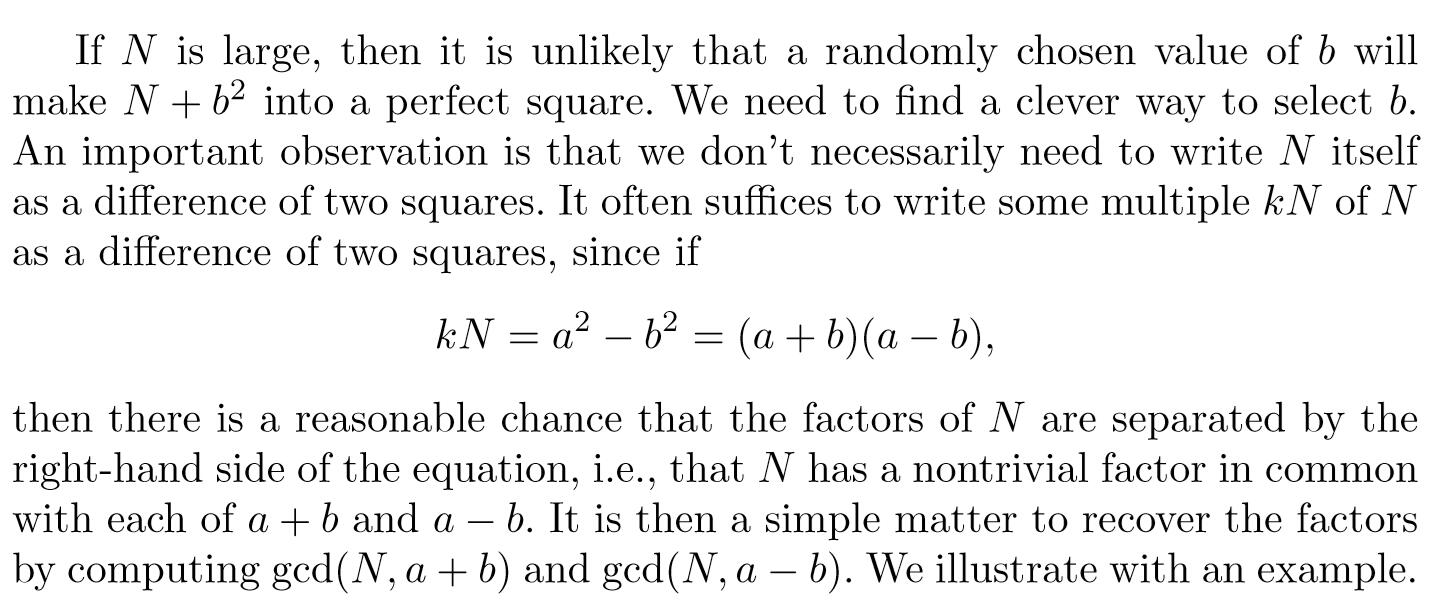 If N is large, then it is unlikely that a randomly chosen value of b will
make N + b² into a perfect square. We need to find a clever way to select b.
An important observation is that we don't necessarily need to write N itself
as a difference of two squares. It often suffices to write some multiple kN of N
as a difference of two squares, since if
kN = a² − b² = (a + b)(a − b),
then there is a reasonable chance that the factors of N are separated by the
right-hand side of the equation, i.e., that N has a nontrivial factor in common
with each of a + b and a − b. It is then a simple matter to recover the factors
by computing gcd(N, a + b) and gcd(N, a − b). We illustrate with an example.